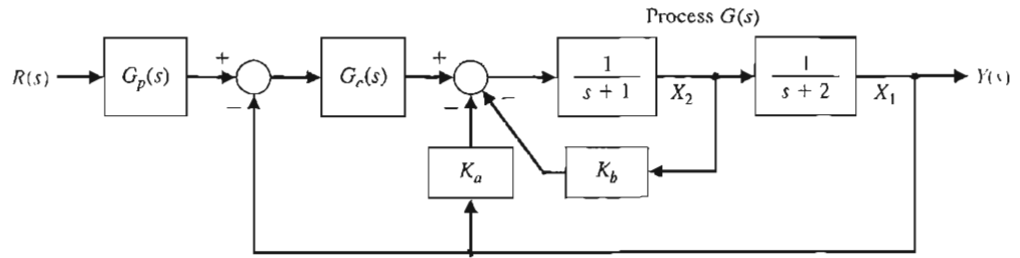 Process G(s)
R(s)
G_p(s)
+
−
G_c(s)
+
−
−
1
s + 1
X_2
1
s + 2
X_1
Y(s)
K_a
K_b